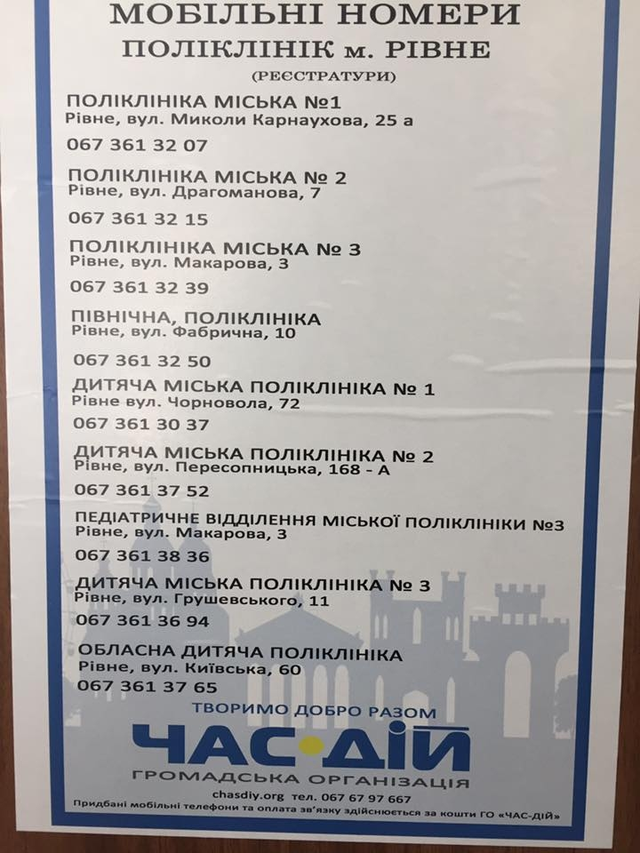 МОБІЛЬНІ НОМЕРИ
ПОЛІКЛІНІК м. РІВНЕ
(РЕЄСТРАТУРИ)
ПОЛІКЛІНІКА МІСЬКА №1
Рівне, вул. Миколи Карнаухова, 25 а
067 361 32 07
ПОЛІКЛІНІКА МІСЬКА № 2
Рівне, вул. Драгоманова, 7
067 361 32 15
ПОЛІКЛІНІКА МІСЬКА № 3
Рівне, вул. Макарова, 3
067 361 32 39
ПІВНІЧНА, ПОЛІКЛІНІКА
Рівне, вул. Фабрична, 10
067 361 32 50
ДИТЯЧА МІСЬКА ПОЛІКЛІНІКА № 1
Рівне вул. Чорновола, 72
067 361 30 37
ДИТЯЧА МІСЬКА ПОЛІКЛІНІКА № 2
Рівне, вул. Пересопницька, 168 - А
067 361 37 52
ПЕДІАТРИЧНЕ ВІДДІЛЕННЯ МІСЬКОЇ ПОЛІКЛІНІКИ №3
Рівне, вул. Макарова, 3
067 361 38 36
ДИТЯЧА МІСЬКА ПОЛІКЛІНІКА № 3
Рівне, вул. Грушевського, 11
067 361 36 94
ОБЛАСНА ДИТЯЧА ПОЛІКЛІНІКА
Рівне, вул. Київська, 60
067 361 37 65
ТВОРИМО ДОБРО РАЗОМ
ЧАС•ДІЙ
ГРОМАДСЬКА ОРГАНІЗАЦІЯ
chasdiy.org тел. 067 67 97 667
Придбані мобільні телефони та оплата зв'язку здійснюється за кошти ГО «ЧАС-ДІЙ»